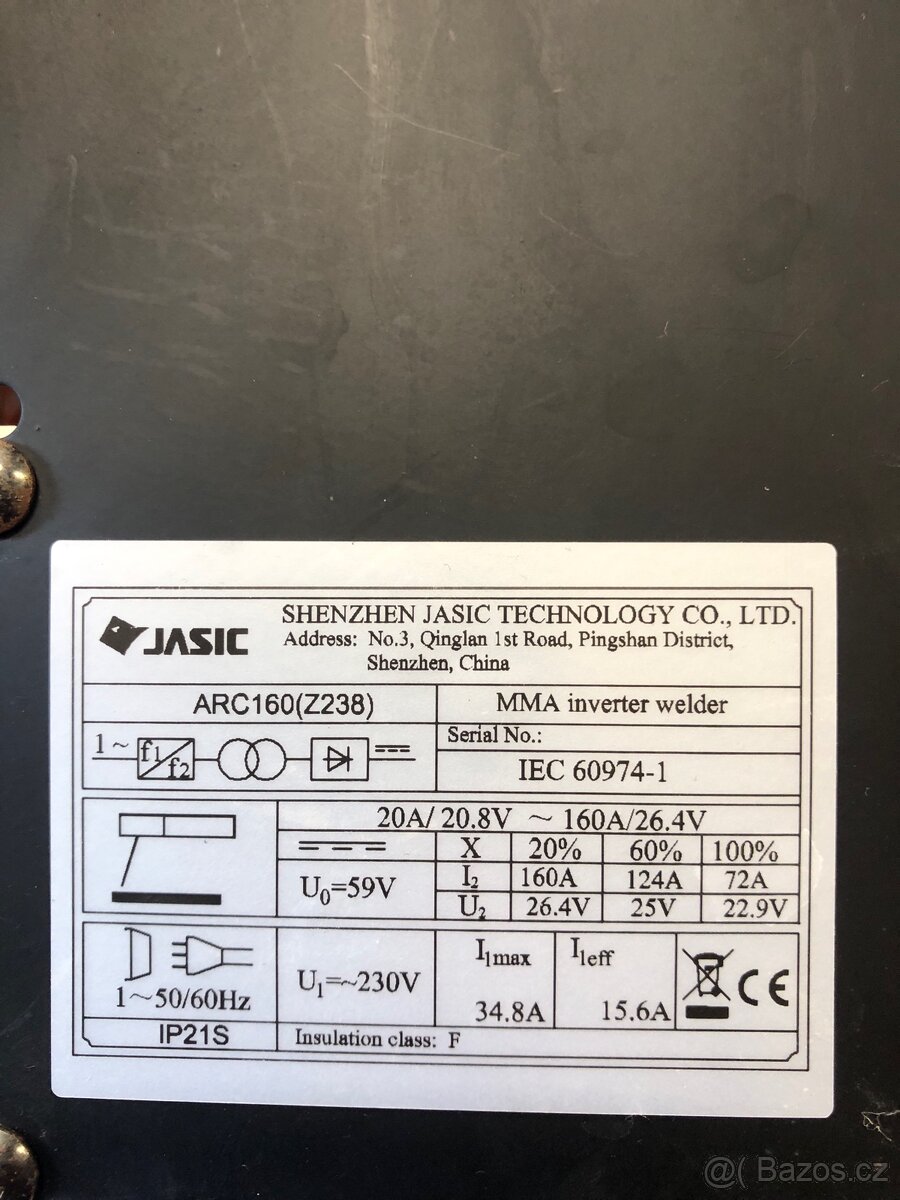 JASIC
SHENZHEN JASIC TECHNOLOGY CO., LTD.
Address: No.3, Qinglan 1st Road, Pingshan District,
Shenzhen, China
ARC160(Z238)
MMA inverter welder
1~
f1
f2
Serial No.:
IEC 60974-1
20A/ 20.8V ~ 160A/26.4V
X 20% 60% 100%
U0=59V
I2 160A 124A 72A
U2 26.4V 25V 22.9V
1~50/60Hz
U1=~230V
I1max
34.8A
I1eff
15.6A
CE
IP21S
Insulation class: F
@( Bazos.cz